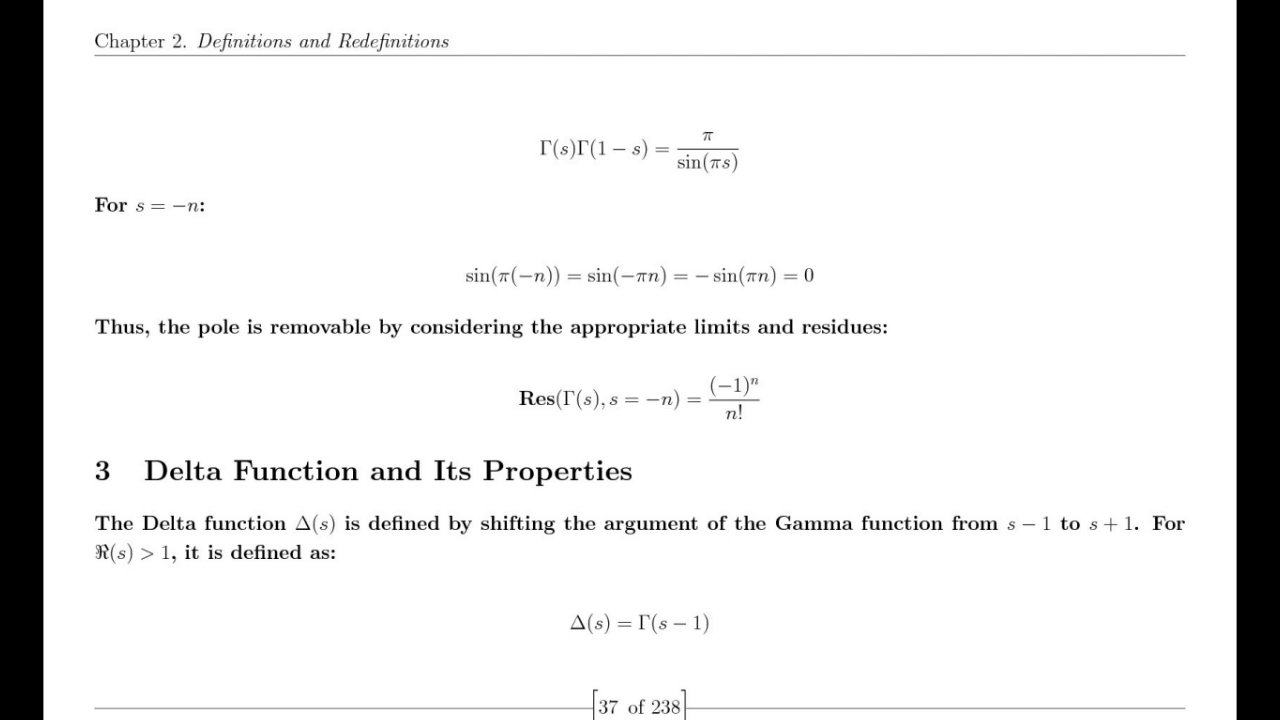 Chapter 2. Definitions and Redefinitions
Γ(s)Γ(1 − s) = π / sin(πs)
For s = −n:
sin(π(−n)) = sin(−πn) = − sin(πn) = 0
Thus, the pole is removable by considering the appropriate limits and residues:
Res(Γ(s), s = −n) = (−1)ⁿ / n!
3 Delta Function and Its Properties
The Delta function Δ(s) is defined by shifting the argument of the Gamma function from s − 1 to s + 1. For
ℜ(s) > 1, it is defined as:
Δ(s) = Γ(s − 1)
[37 of 238]